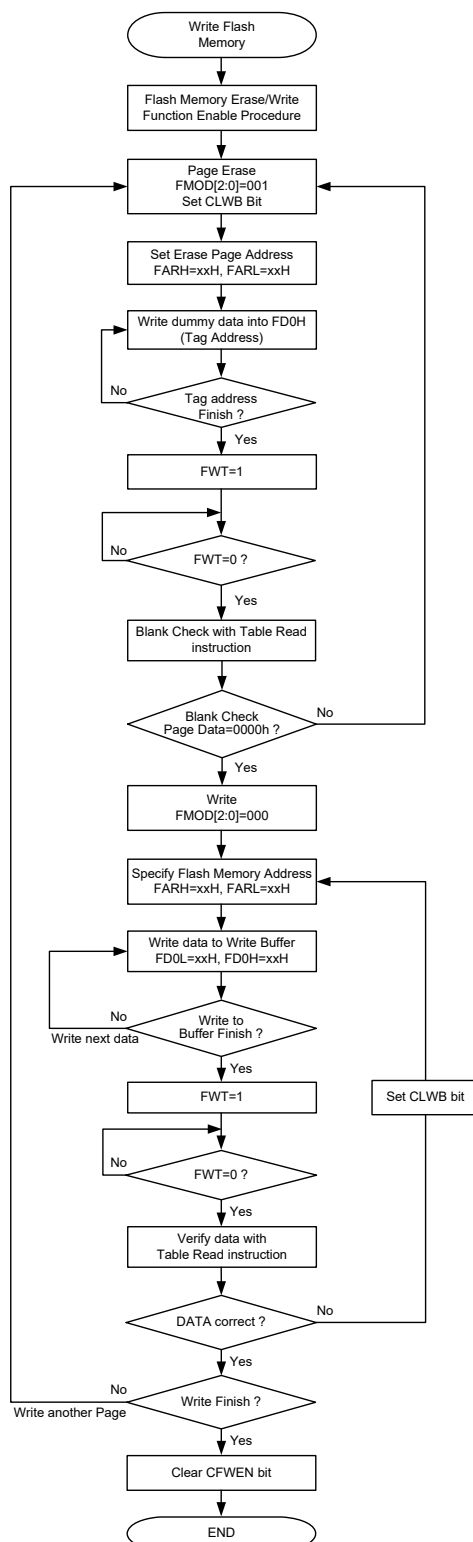 Write Flash
Memory
Flash Memory Erase/Write
Function Enable Procedure
Page Erase
FMOD[2:0]=001
Set CLWB Bit
Set Erase Page Address
FARH=xxH, FARL=xxH
Write dummy data into FD0H
(Tag Address)
No
Tag address
Finish ?
Yes
FWT=1
No
FWT=0 ?
Yes
Blank Check with Table Read
instruction
No
Blank Check
Page Data=0000h ?
Yes
Write
FMOD[2:0]=000
Specify Flash Memory Address
FARH=xxH, FARL=xxH
Write data to Write Buffer
FD0L=xxH, FD0H=xxH
No
Write next data
Write to
Buffer Finish ?
Yes
FWT=1
Set CLWB bit
No
FWT=0 ?
Yes
Verify data with
Table Read instruction
No
DATA correct ?
Yes
No
Write another Page
Write Finish ?
Yes
Clear CFWEN bit
END